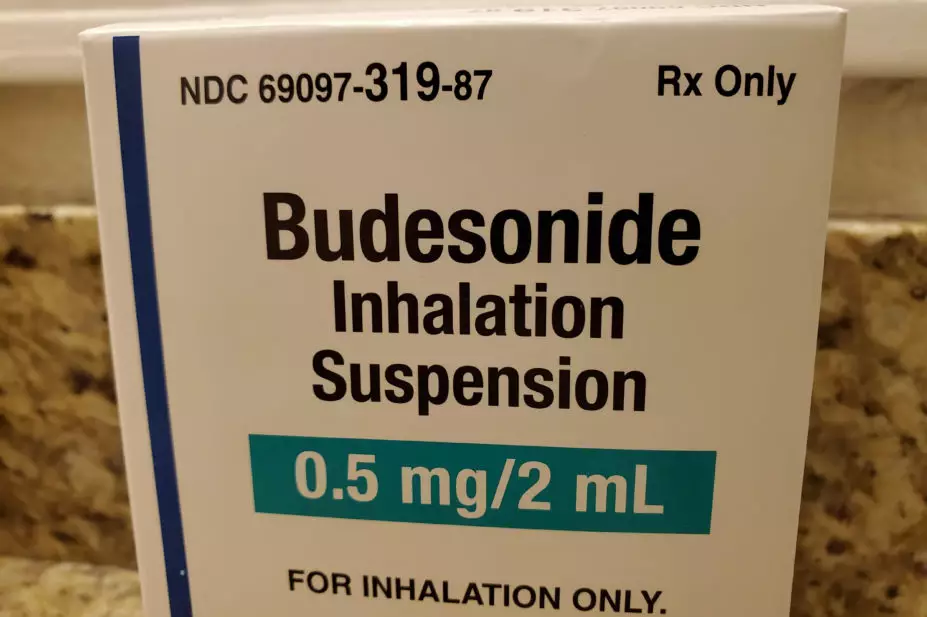 NDC 69097-319-87
Rx Only
Budesonide
Inhalation
Suspension
0.5 mg/2 mL
FOR INHALATION ONLY.